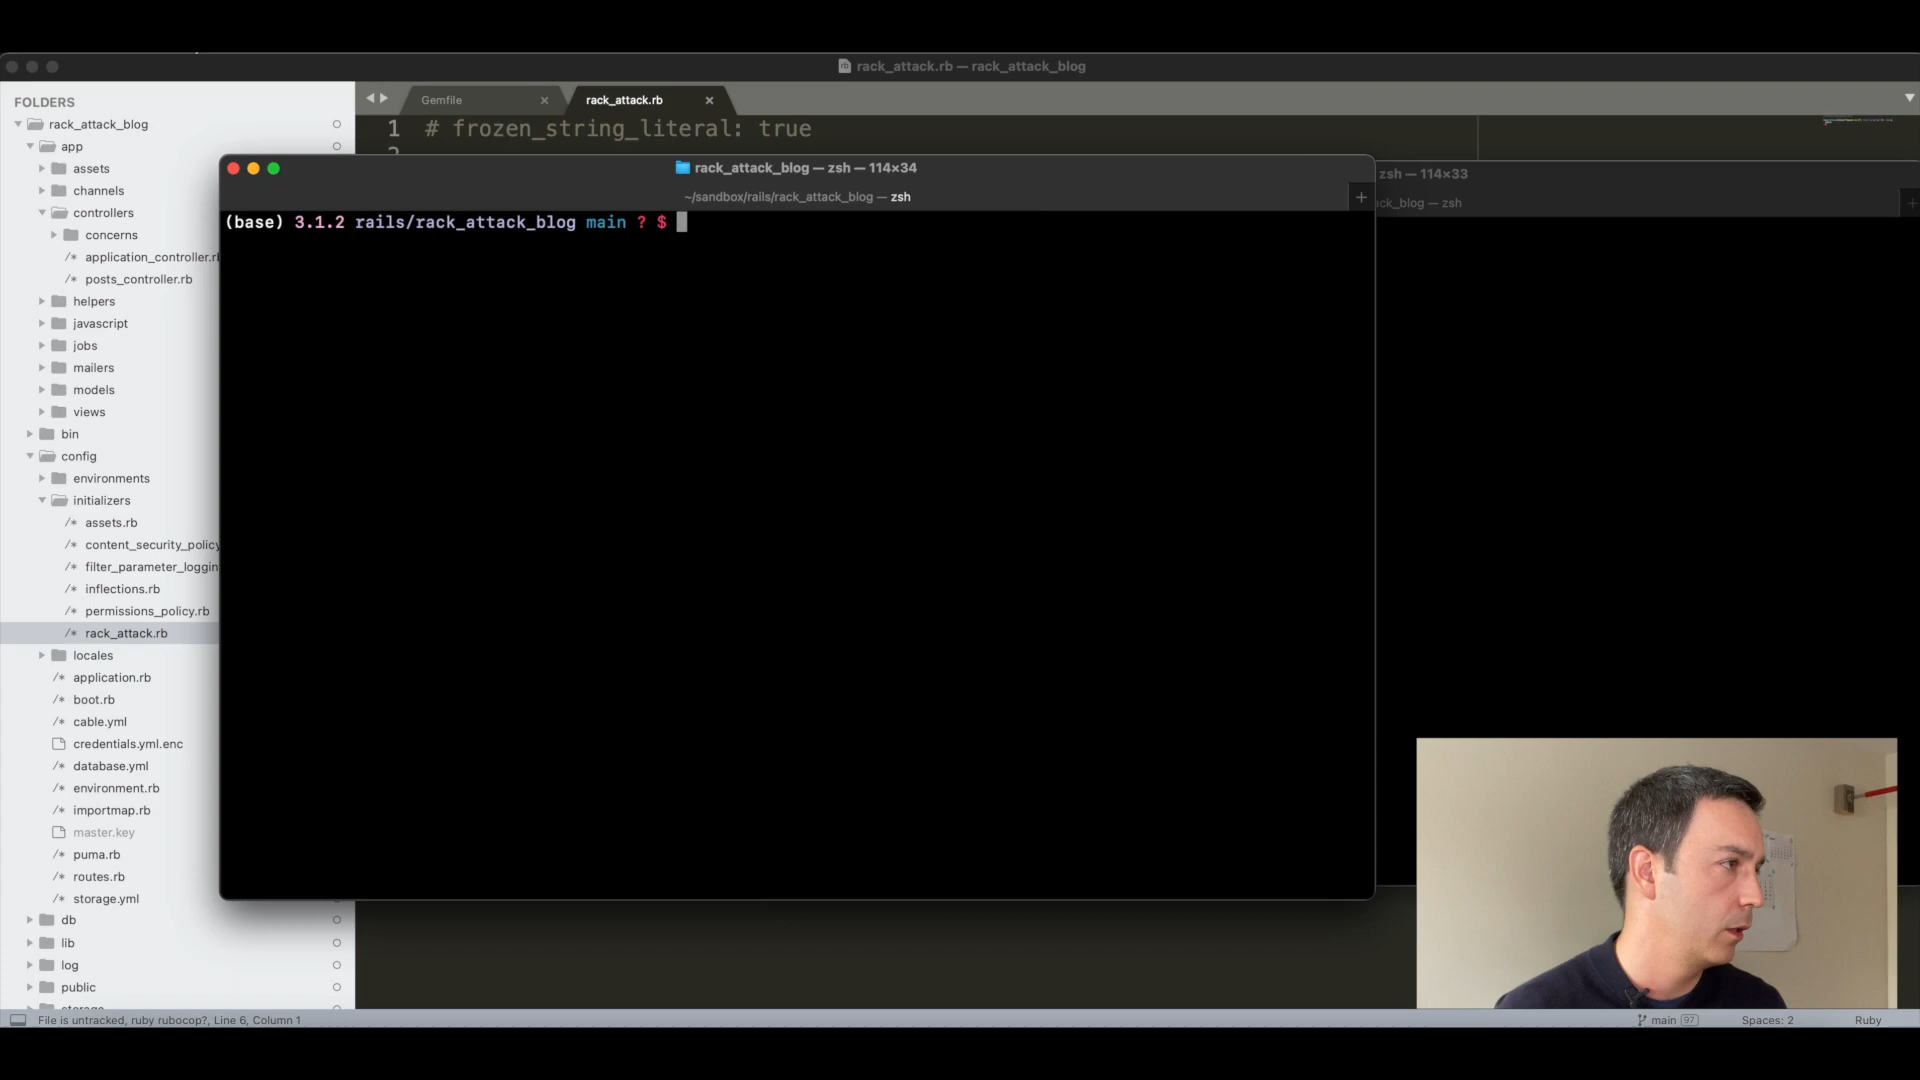 rack_attack.rb — rack_attack_blog
FOLDERS
rack_attack_blog
app
assets
channels
controllers
concerns
application_controller.r
posts_controller.rb
helpers
javascript
jobs
mailers
models
views
bin
config
environments
initializers
assets.rb
content_security_policy
filter_parameter_loggin
inflections.rb
permissions_policy.rb
rack_attack.rb
locales
application.rb
boot.rb
cable.yml
credentials.yml.enc
database.yml
environment.rb
importmap.rb
master.key
puma.rb
routes.rb
storage.yml
db
lib
log
public
Gemfile
rack_attack.rb
1 # frozen_string_literal: true
rack_attack_blog — zsh — 114×34
~/sandbox/rails/rack_attack_blog — zsh
(base) 3.1.2 rails/rack_attack_blog main ? $
zsh — 114×33
ck_blog — zsh
File is untracked, ruby rubocop?, Line 6, Column 1
main 97
Spaces: 2
Ruby